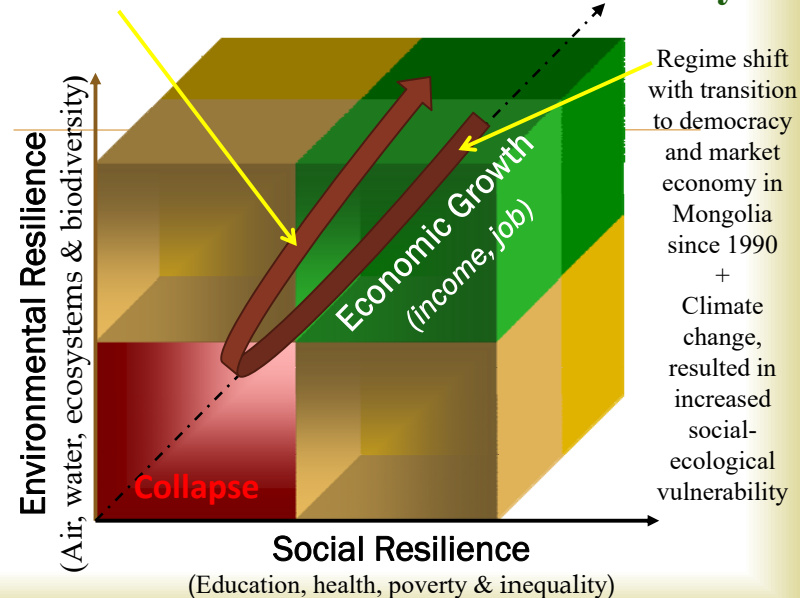 Regime shift
with transition
to democracy
and market
economy in
Mongolia
since 1990
+
Climate
change,
resulted in
increased
social-
ecological
vulnerability
Environmental Resilience
(Air, water, ecosystems & biodiversity)
Economic Growth
(income, job)
Collapse
Social Resilience
(Education, health, poverty & inequality)